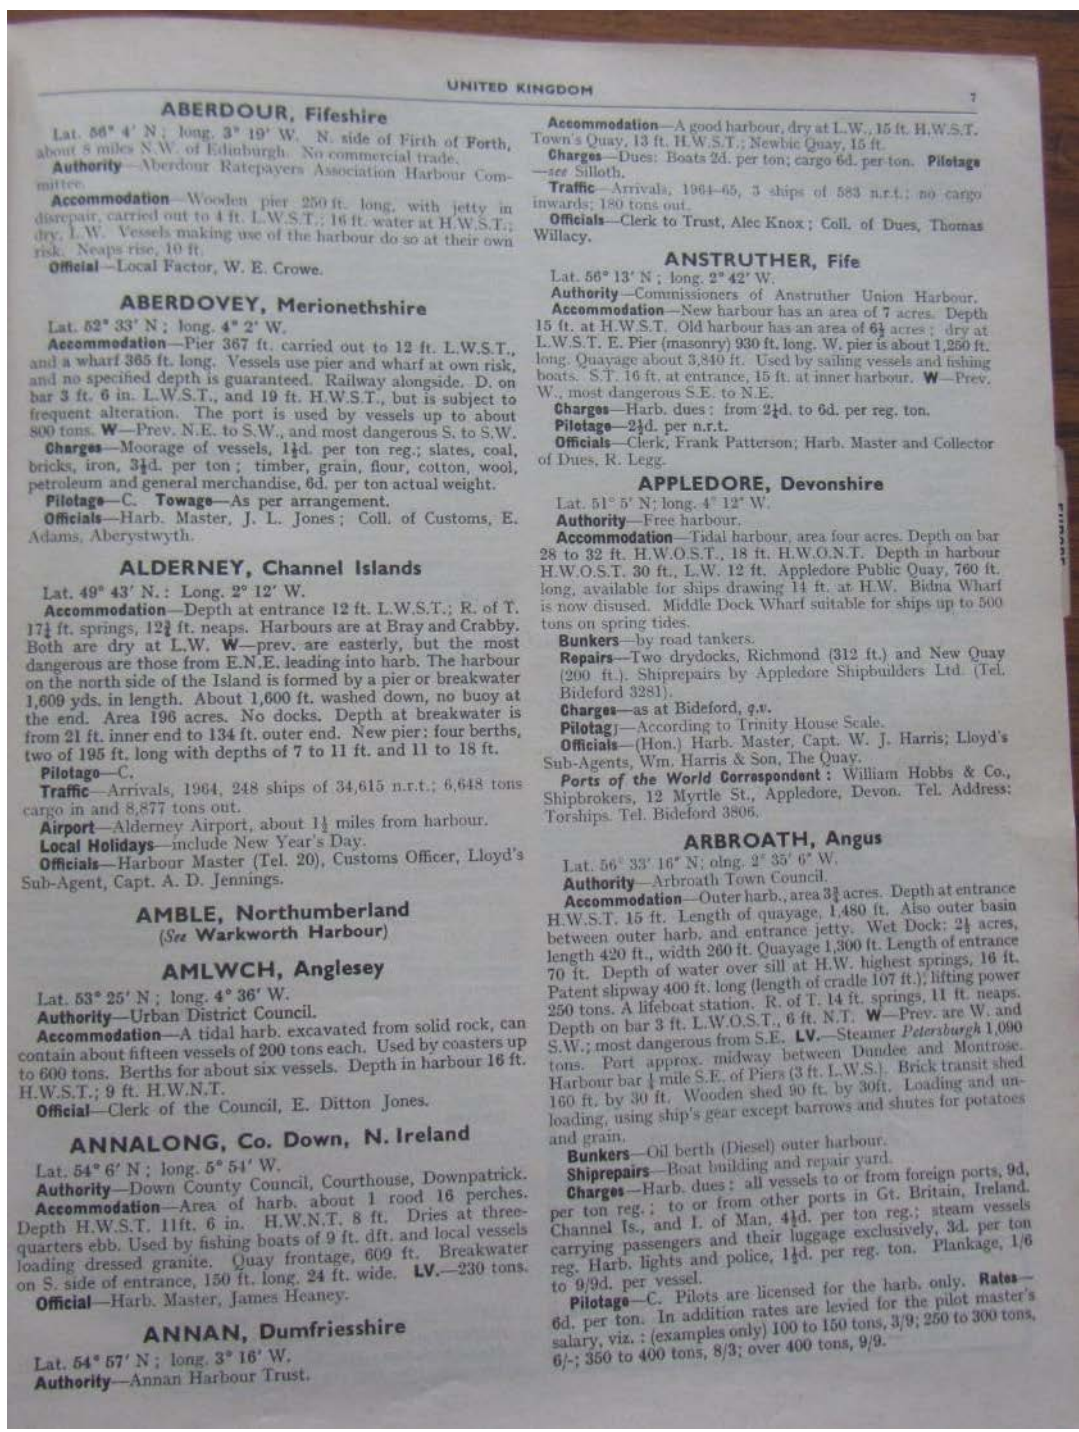 UNITED KINGDOM
7
ABERDOUR, Fifeshire
Lat. 56° 4′ N ; long. 3° 19′ W. N. side of Firth of Forth,
about 8 miles N.W. of Edinburgh. No commercial trade.
Authority—Aberdour Ratepayers Association Harbour Com-
mittee.
Accommodation—Wooden pier 250 ft. long, with jetty in
disrepair, carried out to 4 ft. L.W.S.T.; 16 ft. water at H.W.S.T.;
dry, L.W. Vessels making use of the harbour do so at their own
risk. Neaps rise, 10 ft.
Official—Local Factor, W. E. Crowe.
ABERDOVEY, Merionethshire
Lat. 52° 33′ N ; long. 4° 2′ W.
Accommodation—Pier 367 ft. carried out to 12 ft. L.W.S.T.,
and a wharf 365 ft. long. Vessels use pier and wharf at own risk,
and no specified depth is guaranteed. Railway alongside. D. on
bar 3 ft. 6 in. L.W.S.T., and 19 ft. H.W.S.T., but is subject to
frequent alteration. The port is used by vessels up to about
800 tons. W—Prev. N.E. to S.W., and most dangerous S. to S.W.
Charges—Moorage of vessels, 1½d. per ton reg.; slates, coal,
bricks, iron, 3½d. per ton ; timber, grain, flour, cotton, wool,
petroleum and general merchandise, 6d. per ton actual weight.
Pilotage—C. Towage—As per arrangement.
Officials—Harb. Master, J. L. Jones ; Coll. of Customs, E.
Adams, Aberystwyth.
ALDERNEY, Channel Islands
Lat. 49° 43′ N. : Long. 2° 12′ W.
Accommodation—Depth at entrance 12 ft. L.W.S.T.; R. of T.
17½ ft. springs, 12¾ ft. neaps. Harbours are at Bray and Crabby.
Both are dry at L.W. W—prev. are easterly, but the most
dangerous are those from E.N.E. leading into harb. The harbour
on the north side of the Island is formed by a pier or breakwater
1,609 yds. in length. About 1,600 ft. washed down, no buoy at
the end. Area 196 acres. No docks. Depth at breakwater is
from 21 ft. inner end to 134 ft. outer end. New pier: four berths,
two of 195 ft. long with depths of 7 to 11 ft. and 11 to 18 ft.
Pilotage—C.
Traffic—Arrivals, 1964, 248 ships of 34,615 n.r.t.; 6,648 tons
cargo in and 8,877 tons out.
Airport—Alderney Airport, about 1½ miles from harbour.
Local Holidays—include New Year's Day.
Officials—Harbour Master (Tel. 20), Customs Officer, Lloyd's
Sub-Agent, Capt. A. D. Jennings.
AMBLE, Northumberland
(See Warkworth Harbour)
AMLWCH, Anglesey
Lat. 53° 25′ N ; long. 4° 36′ W.
Authority—Urban District Council.
Accommodation—A tidal harb. excavated from solid rock, can
contain about fifteen vessels of 200 tons each. Used by coasters up
to 600 tons. Berths for about six vessels. Depth in harbour 16 ft.
H.W.S.T.; 9 ft. H.W.N.T.
Official—Clerk of the Council, E. Ditton Jones.
ANNALONG, Co. Down, N. Ireland
Lat. 54° 6′ N ; long. 5° 54′ W.
Authority—Down County Council, Courthouse, Downpatrick.
Accommodation—Area of harb. about 1 rood 16 perches.
Depth H.W.S.T. 11ft. 6 in. H.W.N.T. 8 ft. Dries at three-
quarters ebb. Used by fishing boats of 9 ft. dft. and local vessels
loading dressed granite. Quay frontage, 609 ft. Breakwater
on S. side of entrance, 150 ft. long, 24 ft. wide. LV.—230 tons.
Official—Harb. Master, James Heaney.
ANNAN, Dumfriesshire
Lat. 54° 57′ N ; long. 3° 16′ W.
Authority—Annan Harbour Trust.
Accommodation—A good harbour, dry at L.W., 15 ft. H.W.S.T.
Town's Quay, 13 ft. H.W.S.T.; Newbie Quay, 15 ft.
Charges—Dues: Boats 2d. per ton; cargo 6d. per ton. Pilotage
—see Silloth.
Traffic—Arrivals, 1964–65, 3 ships of 583 n.r.t.; no cargo
inwards; 180 tons out.
Officials—Clerk to Trust, Alec Knox ; Coll. of Dues, Thomas
Willacy.
ANSTRUTHER, Fife
Lat. 56° 13′ N ; long. 2° 42′ W.
Authority—Commissioners of Anstruther Union Harbour.
Accommodation—New harbour has an area of 7 acres. Depth
15 ft. at H.W.S.T. Old harbour has an area of 6½ acres ; dry at
L.W.S.T. E. Pier (masonry) 930 ft. long. W. pier is about 1,250 ft.
long. Quayage about 3,840 ft. Used by sailing vessels and fishing
boats. S.T. 16 ft. at entrance, 15 ft. at inner harbour. W—Prev.
W., most dangerous S.E. to N.E.
Charges—Harb. dues : from 2½d. to 6d. per reg. ton.
Pilotage—2½d. per n.r.t.
Officials—Clerk, Frank Patterson; Harb. Master and Collector
of Dues, R. Legg.
APPLEDORE, Devonshire
Lat. 51° 5′ N; long. 4° 12′ W.
Authority—Free harbour.
Accommodation—Tidal harbour, area four acres. Depth on bar
28 to 32 ft. H.W.O.S.T., 18 ft. H.W.O.N.T. Depth in harbour
H.W.O.S.T. 30 ft., L.W. 12 ft. Appledore Public Quay, 760 ft.
long, available for ships drawing 14 ft. at H.W. Bidna Wharf
is now disused. Middle Dock Wharf suitable for ships up to 500
tons on spring tides.
Bunkers—by road tankers.
Repairs—Two drydocks, Richmond (312 ft.) and New Quay
(200 ft.). Shiprepairs by Appledore Shipbuilders Ltd. (Tel.
Bideford 3281).
Charges—as at Bideford, q.v.
Pilotag)—According to Trinity House Scale.
Officials—(Hon.) Harb. Master, Capt. W. J. Harris; Lloyd's
Sub-Agents, Wm. Harris & Son, The Quay.
Ports of the World Correspondent : William Hobbs & Co.,
Shipbrokers, 12 Myrtle St., Appledore, Devon. Tel. Address:
Torships. Tel. Bideford 3806.
ARBROATH, Angus
Lat. 56° 33′ 16″ N; olng. 2° 35′ 6″ W.
Authority—Arbroath Town Council.
Accommodation—Outer harb., area 3¾ acres. Depth at entrance
H.W.S.T. 15 ft. Length of quayage, 1,480 ft. Also outer basin
between outer harb. and entrance jetty. Wet Dock: 2½ acres,
length 420 ft., width 260 ft. Quayage 1,300 ft. Length of entrance
70 ft. Depth of water over sill at H.W. highest springs, 16 ft.
Patent slipway 400 ft. long (length of cradle 107 ft.); lifting power
250 tons. A lifeboat station. R. of T. 14 ft. springs, 11 ft. neaps.
Depth on bar 3 ft. L.W.O.S.T., 6 ft. N.T. W—Prev. are W. and
S.W.; most dangerous from S.E. LV.—Steamer Petersburgh 1,090
tons. Port approx. midway between Dundee and Montrose.
Harbour bar ¼ mile S.E. of Piers (3 ft. L.W.S.). Brick transit shed
160 ft. by 30 ft. Wooden shed 90 ft. by 30ft. Loading and un-
loading, using ship's gear except barrows and shutes for potatoes
and grain.
Bunkers—Oil berth (Diesel) outer harbour.
Shiprepairs—Boat building and repair yard.
Charges—Harb. dues : all vessels to or from foreign ports, 9d.
per ton reg. ; to or from other ports in Gt. Britain, Ireland.
Channel Is., and I. of Man, 4½d. per ton reg.; steam vessels
carrying passengers and their luggage exclusively, 3d. per ton
reg. Harb. lights and police, 1½d. per reg. ton. Plankage, 1/6
to 9/9d. per vessel.
Pilotage—C. Pilots are licensed for the harb. only. Rates—
6d. per ton. In addition rates are levied for the pilot master's
salary, viz. : (examples only) 100 to 150 tons, 3/9; 250 to 300 tons,
6/-; 350 to 400 tons, 8/3; over 400 tons, 9/9.